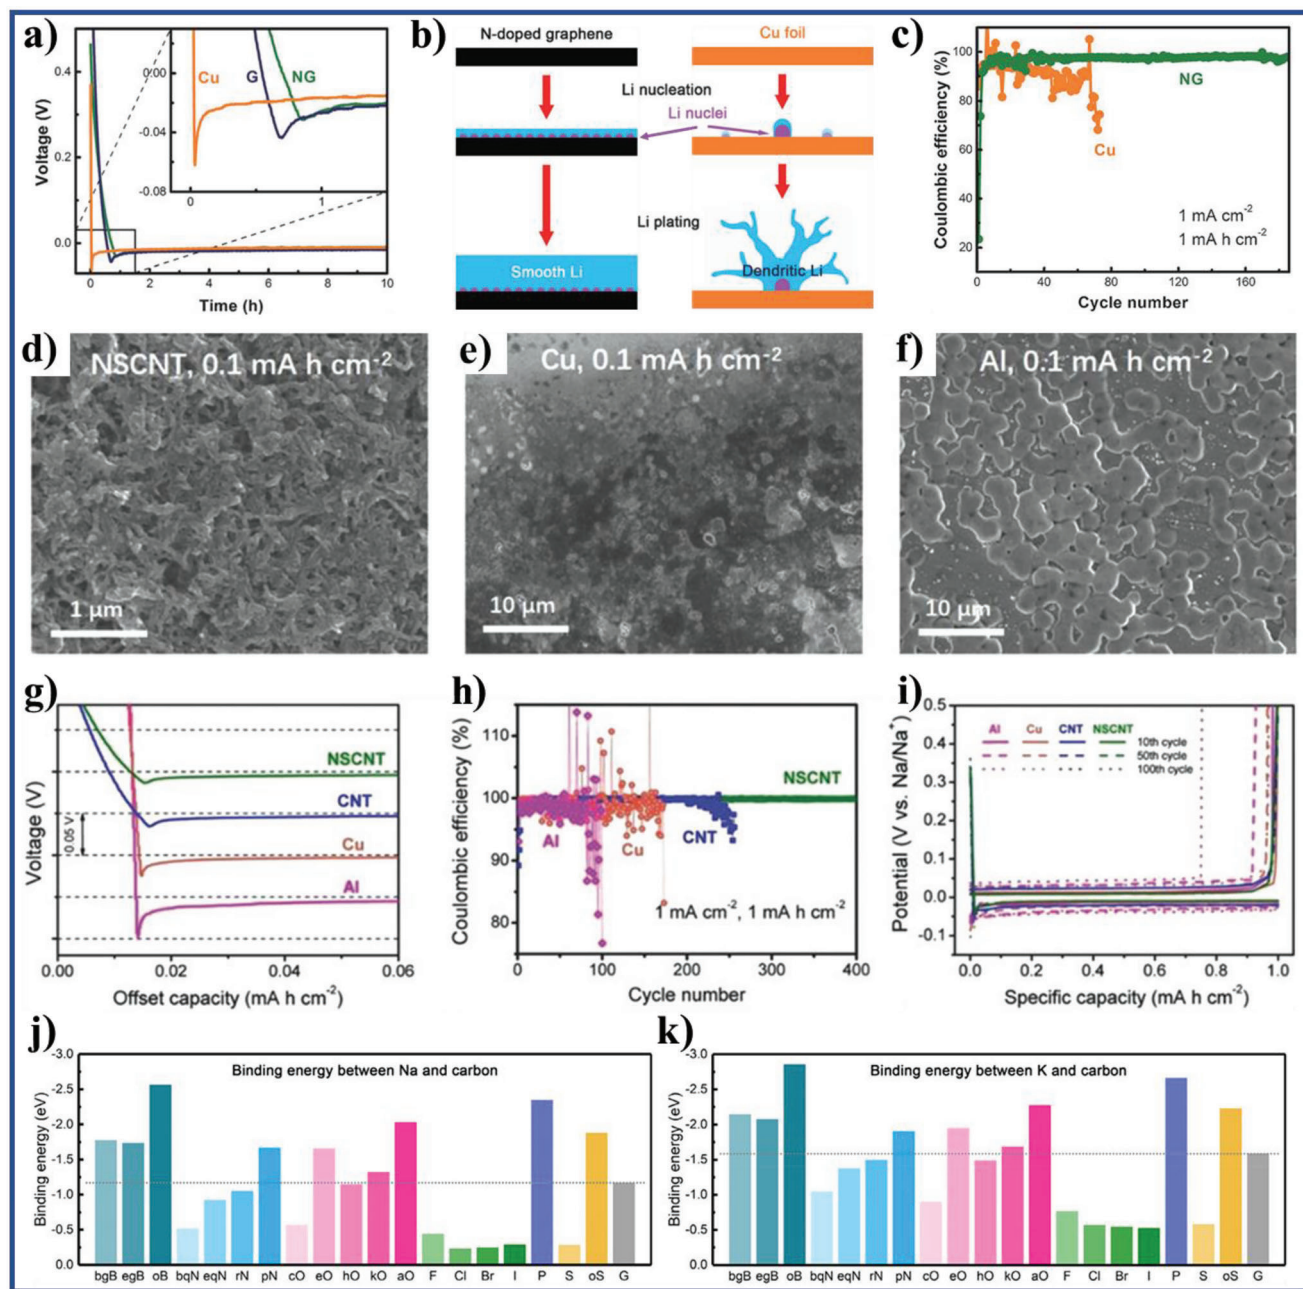 a)
Voltage (V)
0.4
0.2
0.0
0.00
-0.04
-0.08
Cu
G
NG
0
1
0
2
4
6
8
10
Time (h)
b)
N-doped graphene
Cu foil
Li nucleation
Li nuclei
Li plating
Smooth Li
Dendritic Li
c)
Coulombic efficiency (%)
100
80
60
40
20
NG
Cu
1 mA cm-2
1 mA h cm-2
0
40
80
120
160
Cycle number
d)
NSCNT, 0.1 mA h cm-2
1 μm
e)
Cu, 0.1 mA h cm-2
10 μm
f)
Al, 0.1 mA h cm-2
10 μm
g)
Voltage (V)
NSCNT
CNT
0.05 V
Cu
Al
0.00
0.02
0.04
0.06
Offset capacity (mA h cm-2)
h)
Coulombic efficiency (%)
110
100
90
80
NSCNT
Al
Cu
CNT
1 mA cm-2, 1 mA h cm-2
0
100
200
300
400
Cycle number
i)
Potential (V vs. Na/Na+)
0.5
0.4
0.3
0.2
0.1
0.0
-0.1
Al Cu CNT NSCNT
10th cycle
50th cycle
100th cycle
0.0
0.2
0.4
0.6
0.8
1.0
Specific capacity (mA h cm-2)
j)
Binding energy between Na and carbon
Binding energy (eV)
-3.0
-2.5
-2.0
-1.5
-1.0
-0.5
0.0
bgB egB oB bqN eqN rN pN cO eO hO kO aO F Cl Br I P S oS G
k)
Binding energy between K and carbon
Binding energy (eV)
-3.0
-2.5
-2.0
-1.5
-1.0
-0.5
0.0
bgB egB oB bqN eqN rN pN cO eO hO kO aO F Cl Br I P S oS G